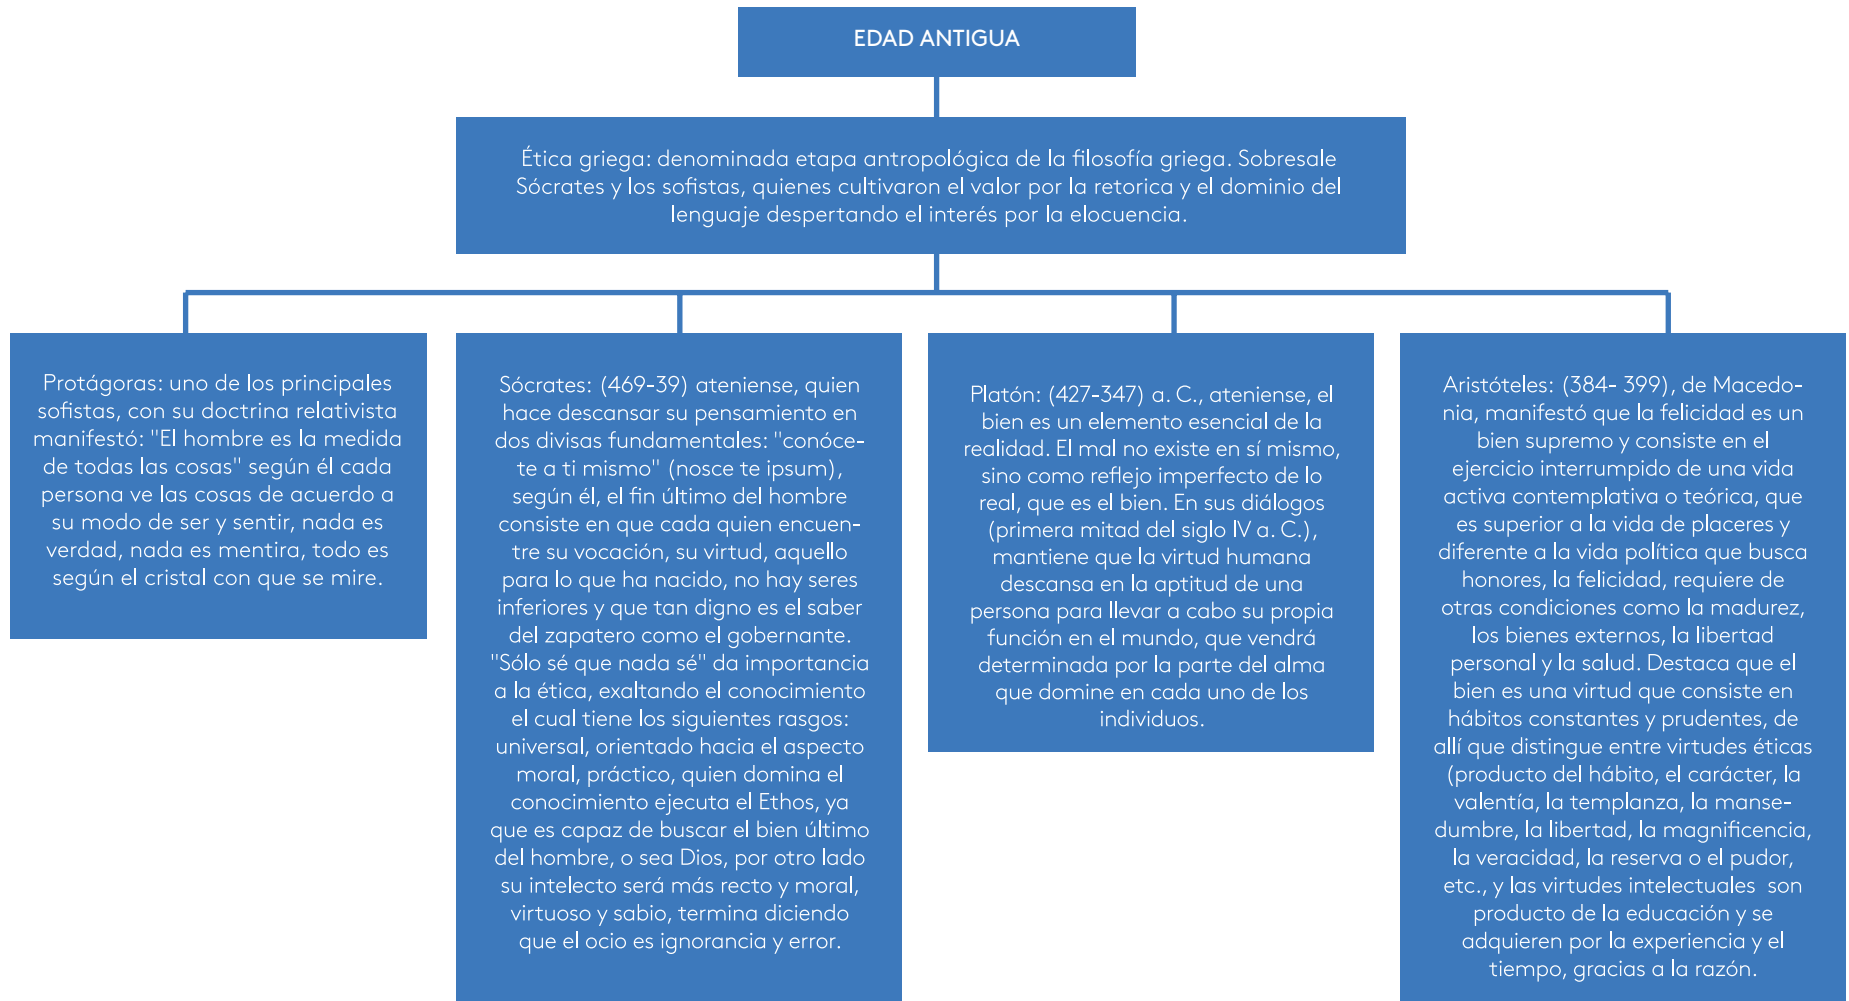 EDAD ANTIGUA
Ética griega: denominada etapa antropológica de la filosofía griega. Sobresale
Sócrates y los sofistas, quienes cultivaron el valor por la retorica y el dominio del
lenguaje despertando el interés por la elocuencia.
Protágoras: uno de los principales
sofistas, con su doctrina relativista
manifestó: "El hombre es la medida
de todas las cosas" según él cada
persona ve las cosas de acuerdo a
su modo de ser y sentir, nada es
verdad, nada es mentira, todo es
según el cristal con que se mire.
Sócrates: (469-39) ateniense, quien
hace descansar su pensamiento en
dos divisas fundamentales: "conóce-
te a ti mismo" (nosce te ipsum),
según él, el fin último del hombre
consiste en que cada quien encuen-
tre su vocación, su virtud, aquello
para lo que ha nacido, no hay seres
inferiores y que tan digno es el saber
del zapatero como el gobernante.
"Sólo sé que nada sé" da importancia
a la ética, exaltando el conocimiento
el cual tiene los siguientes rasgos:
universal, orientado hacia el aspecto
moral, práctico, quien domina el
conocimiento ejecuta el Ethos, ya
que es capaz de buscar el bien último
del hombre, o sea Dios, por otro lado
su intelecto será más recto y moral,
virtuoso y sabio, termina diciendo
que el ocio es ignorancia y error.
Platón: (427-347) a. C., ateniense, el
bien es un elemento esencial de la
realidad. El mal no existe en sí mismo,
sino como reflejo imperfecto de lo
real, que es el bien. En sus diálogos
(primera mitad del siglo IV a. C.),
mantiene que la virtud humana
descansa en la aptitud de una
persona para llevar a cabo su propia
función en el mundo, que vendrá
determinada por la parte del alma
que domine en cada uno de los
individuos.
Aristóteles: (384- 399), de Macedo-
nia, manifestó que la felicidad es un
bien supremo y consiste en el
ejercicio interrumpido de una vida
activa contemplativa o teórica, que
es superior a la vida de placeres y
diferente a la vida política que busca
honores, la felicidad, requiere de
otras condiciones como la madurez,
los bienes externos, la libertad
personal y la salud. Destaca que el
bien es una virtud que consiste en
hábitos constantes y prudentes, de
allí que distingue entre virtudes éticas
(producto del hábito, el carácter, la
valentía, la templanza, la manse-
dumbre, la libertad, la magnificencia,
la veracidad, la reserva o el pudor,
etc., y las virtudes intelectuales son
producto de la educación y se
adquieren por la experiencia y el
tiempo, gracias a la razón.